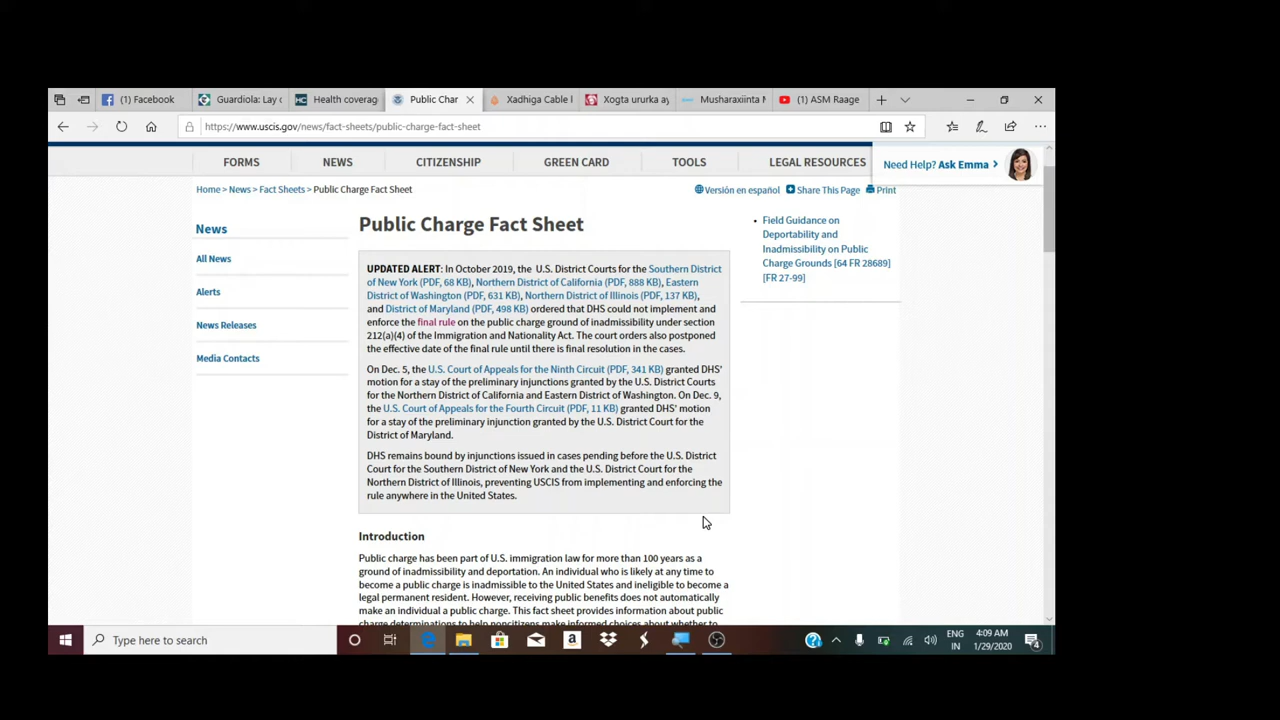 (1) Facebook
Guardiola: Lay c
Health coverag
Public Char
Xadhiga Cable I
Xogta ururka ay
Musharaxiinta M
(1) ASM Raage
https://www.uscis.gov/news/fact-sheets/public-charge-fact-sheet
FORMS NEWS CITIZENSHIP GREEN CARD TOOLS LEGAL RESOURCES
Need Help? Ask Emma >
Home > News > Fact Sheets > Public Charge Fact Sheet
Versión en español Share This Page Print
News
All News
Alerts
News Releases
Media Contacts
Public Charge Fact Sheet
UPDATED ALERT: In October 2019, the U.S. District Courts for the Southern District
of New York (PDF, 68 KB), Northern District of California (PDF, 888 KB), Eastern
District of Washington (PDF, 631 KB), Northern District of Illinois (PDF, 137 KB),
and District of Maryland (PDF, 498 KB) ordered that DHS could not implement and
enforce the final rule on the public charge ground of inadmissibility under section
212(a)(4) of the Immigration and Nationality Act. The court orders also postponed
the effective date of the final rule until there is final resolution in the cases.
On Dec. 5, the U.S. Court of Appeals for the Ninth Circuit (PDF, 341 KB) granted DHS'
motion for a stay of the preliminary injunctions granted by the U.S. District Courts
for the Northern District of California and Eastern District of Washington. On Dec. 9,
the U.S. Court of Appeals for the Fourth Circuit (PDF, 11 KB) granted DHS' motion
for a stay of the preliminary injunction granted by the U.S. District Court for the
District of Maryland.
DHS remains bound by injunctions issued in cases pending before the U.S. District
Court for the Southern District of New York and the U.S. District Court for the
Northern District of Illinois, preventing USCIS from implementing and enforcing the
rule anywhere in the United States.
Introduction
Public charge has been part of U.S. immigration law for more than 100 years as a
ground of inadmissibility and deportation. An individual who is likely at any time to
become a public charge is inadmissible to the United States and ineligible to become a
legal permanent resident. However, receiving public benefits does not automatically
make an individual a public charge. This fact sheet provides information about public
charge determinations to help noncitizens make informed choices about whether to
Field Guidance on
Deportability and
Inadmissibility on Public
Charge Grounds [64 FR 28689]
[FR 27-99]
Type here to search
ENG
IN
4:09 AM
1/29/2020
4